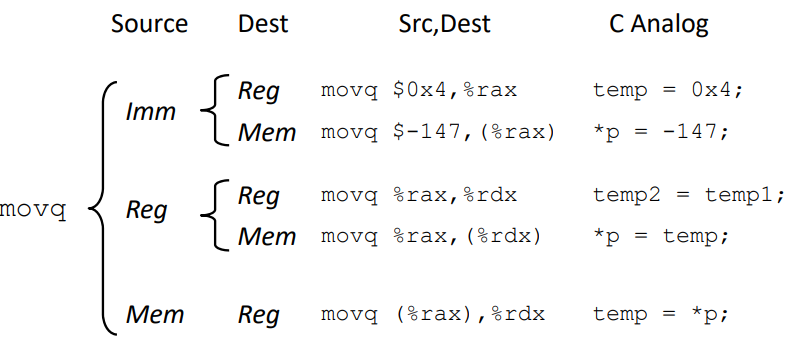 Source Dest Src,Dest C Analog
Imm Reg movq $0x4,%rax temp = 0x4;
Mem movq $-147,(%rax) *p = -147;
movq Reg Reg movq %rax,%rdx temp2 = temp1;
Mem movq %rax,(%rdx) *p = temp;
Mem Reg movq (%rax),%rdx temp = *p;